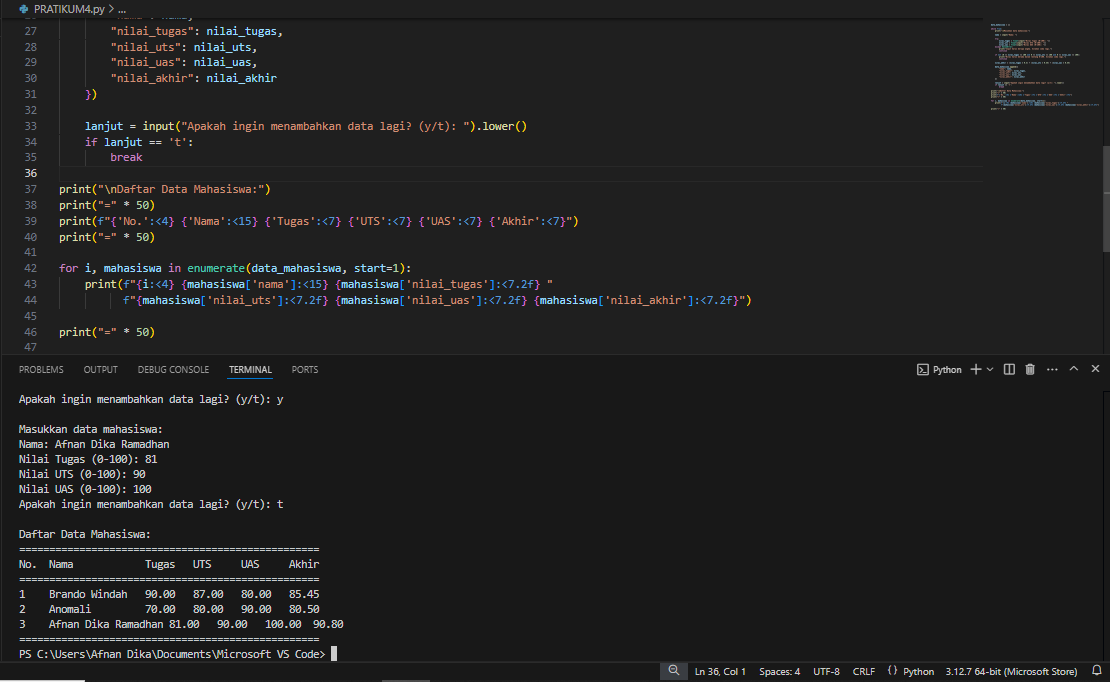 PRATIKUM4.py > ...
27 "nilai_tugas": nilai_tugas,
28 "nilai_uts": nilai_uts,
29 "nilai_uas": nilai_uas,
30 "nilai_akhir": nilai_akhir
31 })
32
33 lanjut = input("Apakah ingin menambahkan data lagi? (y/t): ").lower()
34 if lanjut == 't':
35 break
36
37 print("\nDaftar Data Mahasiswa:")
38 print("=" * 50)
39 print(f"{'No.':<4} {'Nama':<15} {'Tugas':<7} {'UTS':<7} {'UAS':<7} {'Akhir':<7}")
40 print("=" * 50)
41
42 for i, mahasiswa in enumerate(data_mahasiswa, start=1):
43 print(f"{i:<4} {mahasiswa['nama']:<15} {mahasiswa['nilai_tugas']:<7.2f} "
44 f"{mahasiswa['nilai_uts']:<7.2f} {mahasiswa['nilai_uas']:<7.2f} {mahasiswa['nilai_akhir']:<7.2f}")
45
46 print("=" * 50)
47
PROBLEMS OUTPUT DEBUG CONSOLE TERMINAL PORTS Python
Apakah ingin menambahkan data lagi? (y/t): y
Masukkan data mahasiswa:
Nama: Afnan Dika Ramadhan
Nilai Tugas (0-100): 81
Nilai UTS (0-100): 90
Nilai UAS (0-100): 100
Apakah ingin menambahkan data lagi? (y/t): t
Daftar Data Mahasiswa:
==================================================
No. Nama Tugas UTS UAS Akhir
==================================================
1 Brando Windah 90.00 87.00 80.00 85.45
2 Anomali 70.00 80.00 90.00 80.50
3 Afnan Dika Ramadhan 81.00 90.00 100.00 90.80
==================================================
PS C:\Users\Afnan Dika\Documents\Microsoft VS Code>
Ln 36, Col 1 Spaces: 4 UTF-8 CRLF {} Python 3.12.7 64-bit (Microsoft Store)